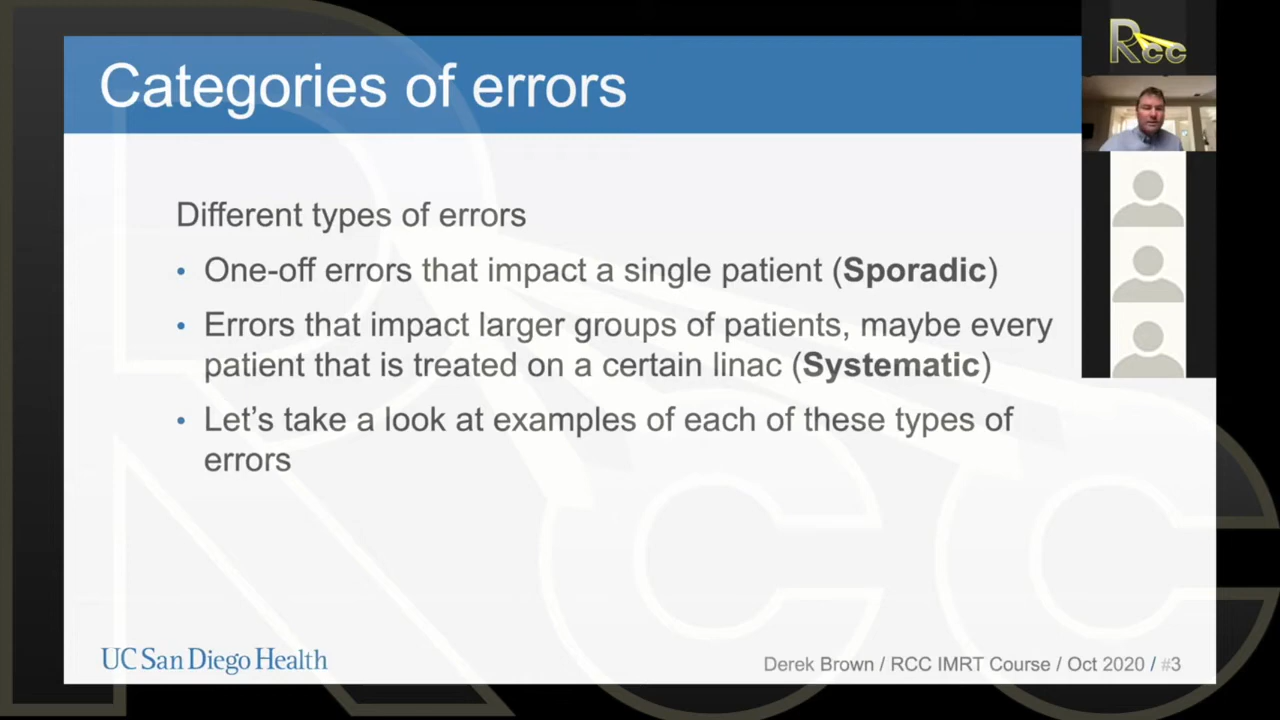 Categories of errors
Rcc
Different types of errors
• One-off errors that impact a single patient (Sporadic)
• Errors that impact larger groups of patients, maybe every
patient that is treated on a certain linac (Systematic)
• Let’s take a look at examples of each of these types of
errors
UC San Diego Health
Derek Brown / RCC IMRT Course / Oct 2020 / #3